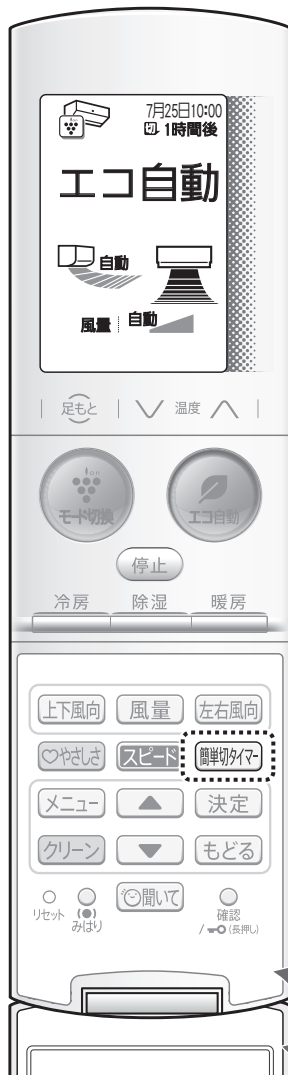 7月25日10:00
切 1時間後
エコ自動
自動
風量 自動
足もと 温度
ion
モード切換 エコ自動
停止
冷房 除湿 暖房
上下風向 風量 左右風向
♡やさしさ スピード 簡単切タイマー
メニュー ▲ 決定
クリーン ▼ もどる
聞いて
リセット みはり 確認
/ (長押し)